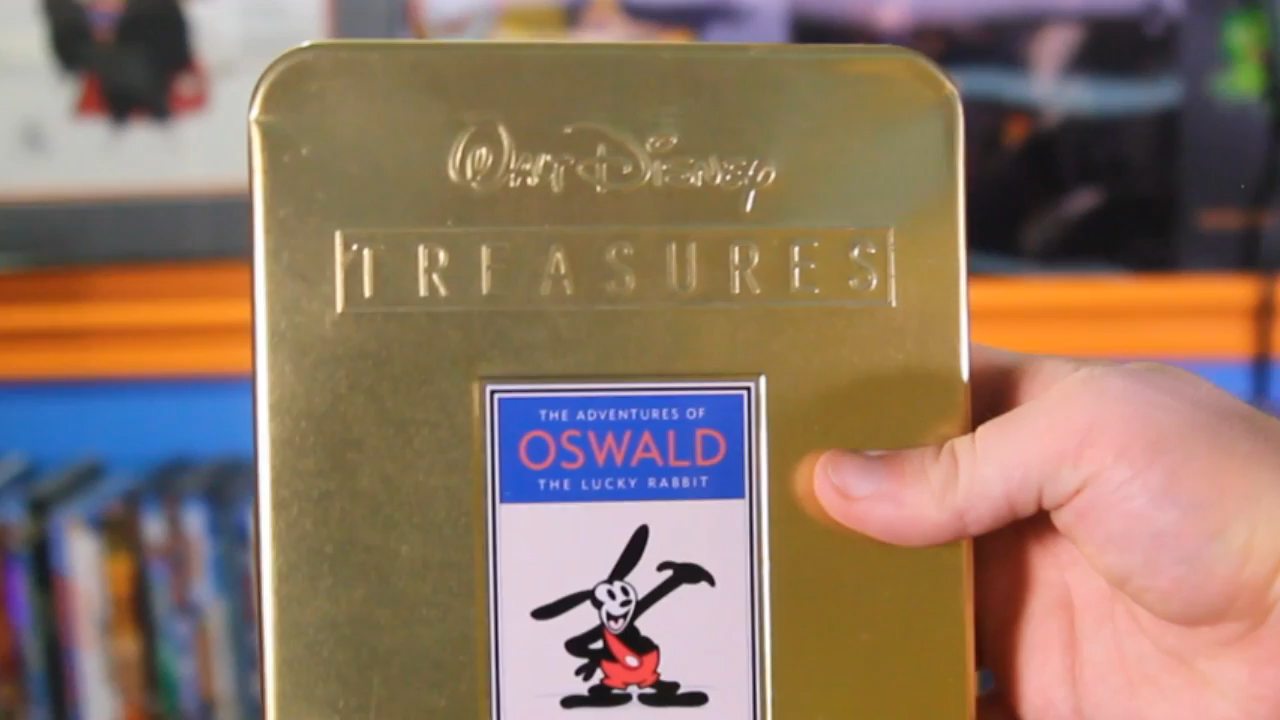 Walt Disney
TREASURES
THE ADVENTURES OF
OSWALD
THE LUCKY RABBIT